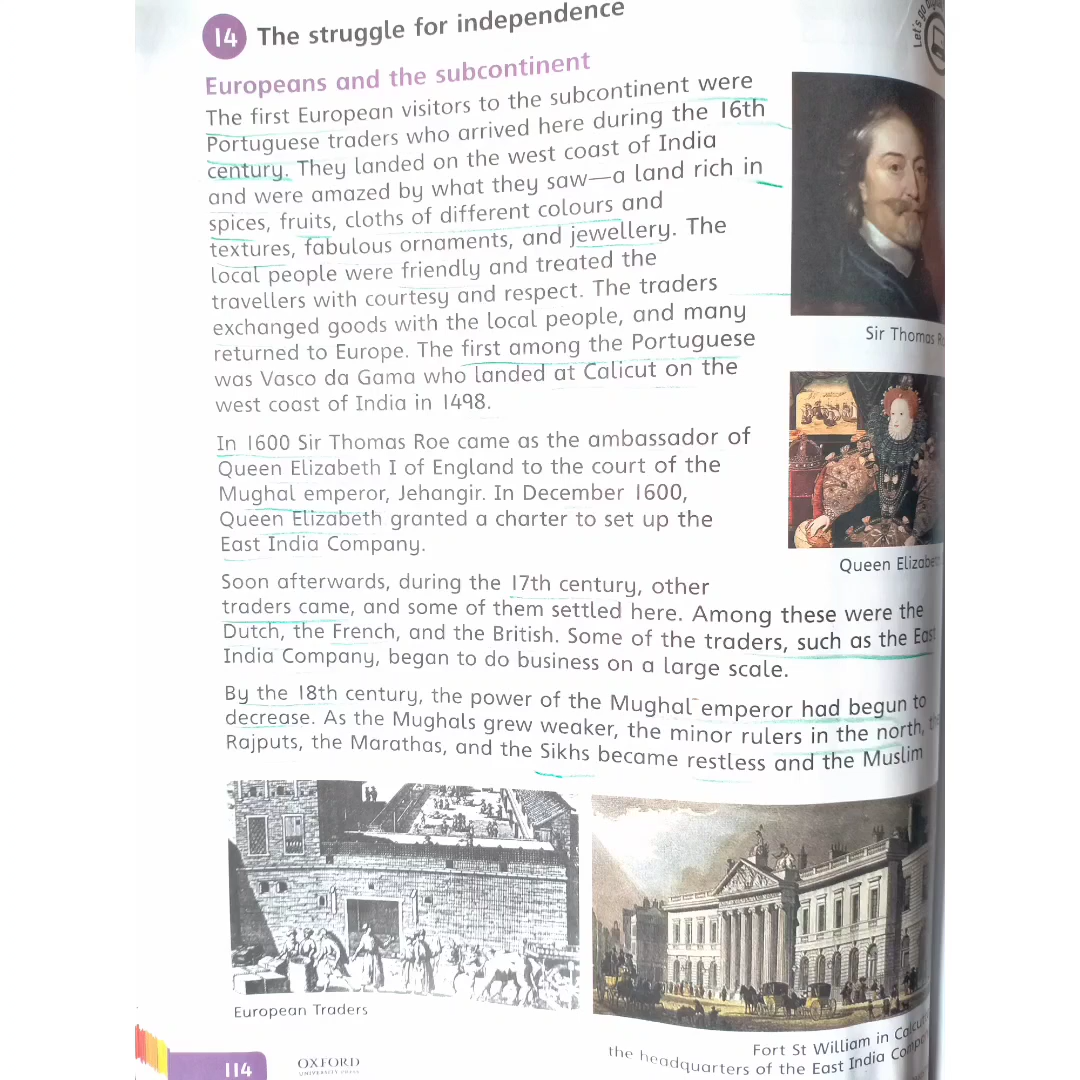 14 The struggle for independence
Let's go
Europeans and the subcontinent
The first European visitors to the subcontinent were
Portuguese traders who arrived here during the 16th
century. They landed on the west coast of India
and were amazed by what they saw—a land rich in
spices, fruits, cloths of different colours and
textures, fabulous ornaments, and jewellery. The
local people were friendly and treated the
travellers with courtesy and respect. The traders
exchanged goods with the local people, and many
returned to Europe. The first among the Portuguese
was Vasco da Gama who landed at Calicut on the
west coast of India in 1498.
Sir Thomas
In 1600 Sir Thomas Roe came as the ambassador of
Queen Elizabeth I of England to the court of the
Mughal emperor, Jehangir. In December 1600,
Queen Elizabeth granted a charter to set up the
East India Company.
Queen
Soon afterwards, during the 17th century, other
traders came, and some of them settled here. Among these were the
Dutch, the French, and the British. Some of the traders, such as the
India Company, began to do business on a large scale.
By the 18th century, the power of the Mughal emperor had begun to
decrease. As the Mughals grew weaker, the minor rulers in the north,
Rajputs, the Marathas, and the Sikhs became restless and the Muslim
European Traders
Fort St William in
the headquarters of the East India
114
OXFORD
UNIVERSITY PRESS